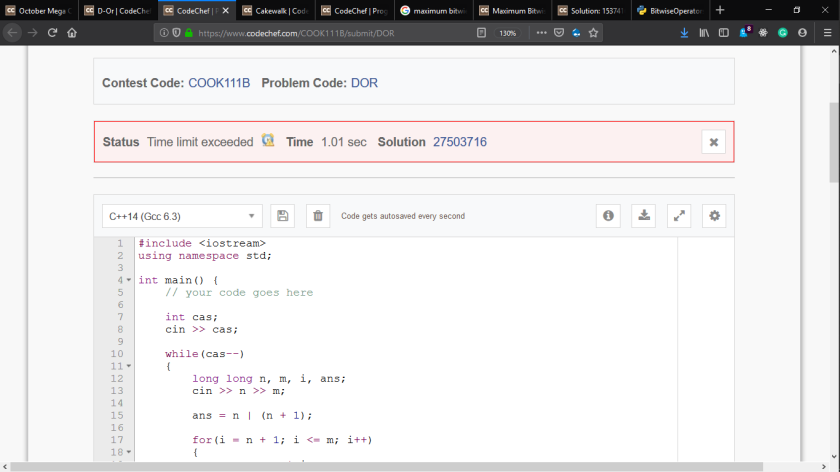 October Mega C
D-Or | CodeChef
CodeChef | P
Cakewalk | Code
CodeChef | Prog
maximum bitwi
Maximum Bitwi
Solution: 15374
BitwiseOperator
https://www.codechef.com/COOK111B/submit/DOR
130%
8
Contest Code: COOK111B Problem Code: DOR
Status Time limit exceeded Time 1.01 sec Solution 27503716
C++14 (Gcc 6.3)
Code gets autosaved every second
1 #include <iostream>
2 using namespace std;
3
4 int main() {
5 // your code goes here
6
7 int cas;
8 cin >> cas;
9
10 while(cas--)
11 {
12 long long n, m, i, ans;
13 cin >> n >> m;
14
15 ans = n | (n + 1);
16
17 for(i = n + 1; i <= m; i++)
18 {